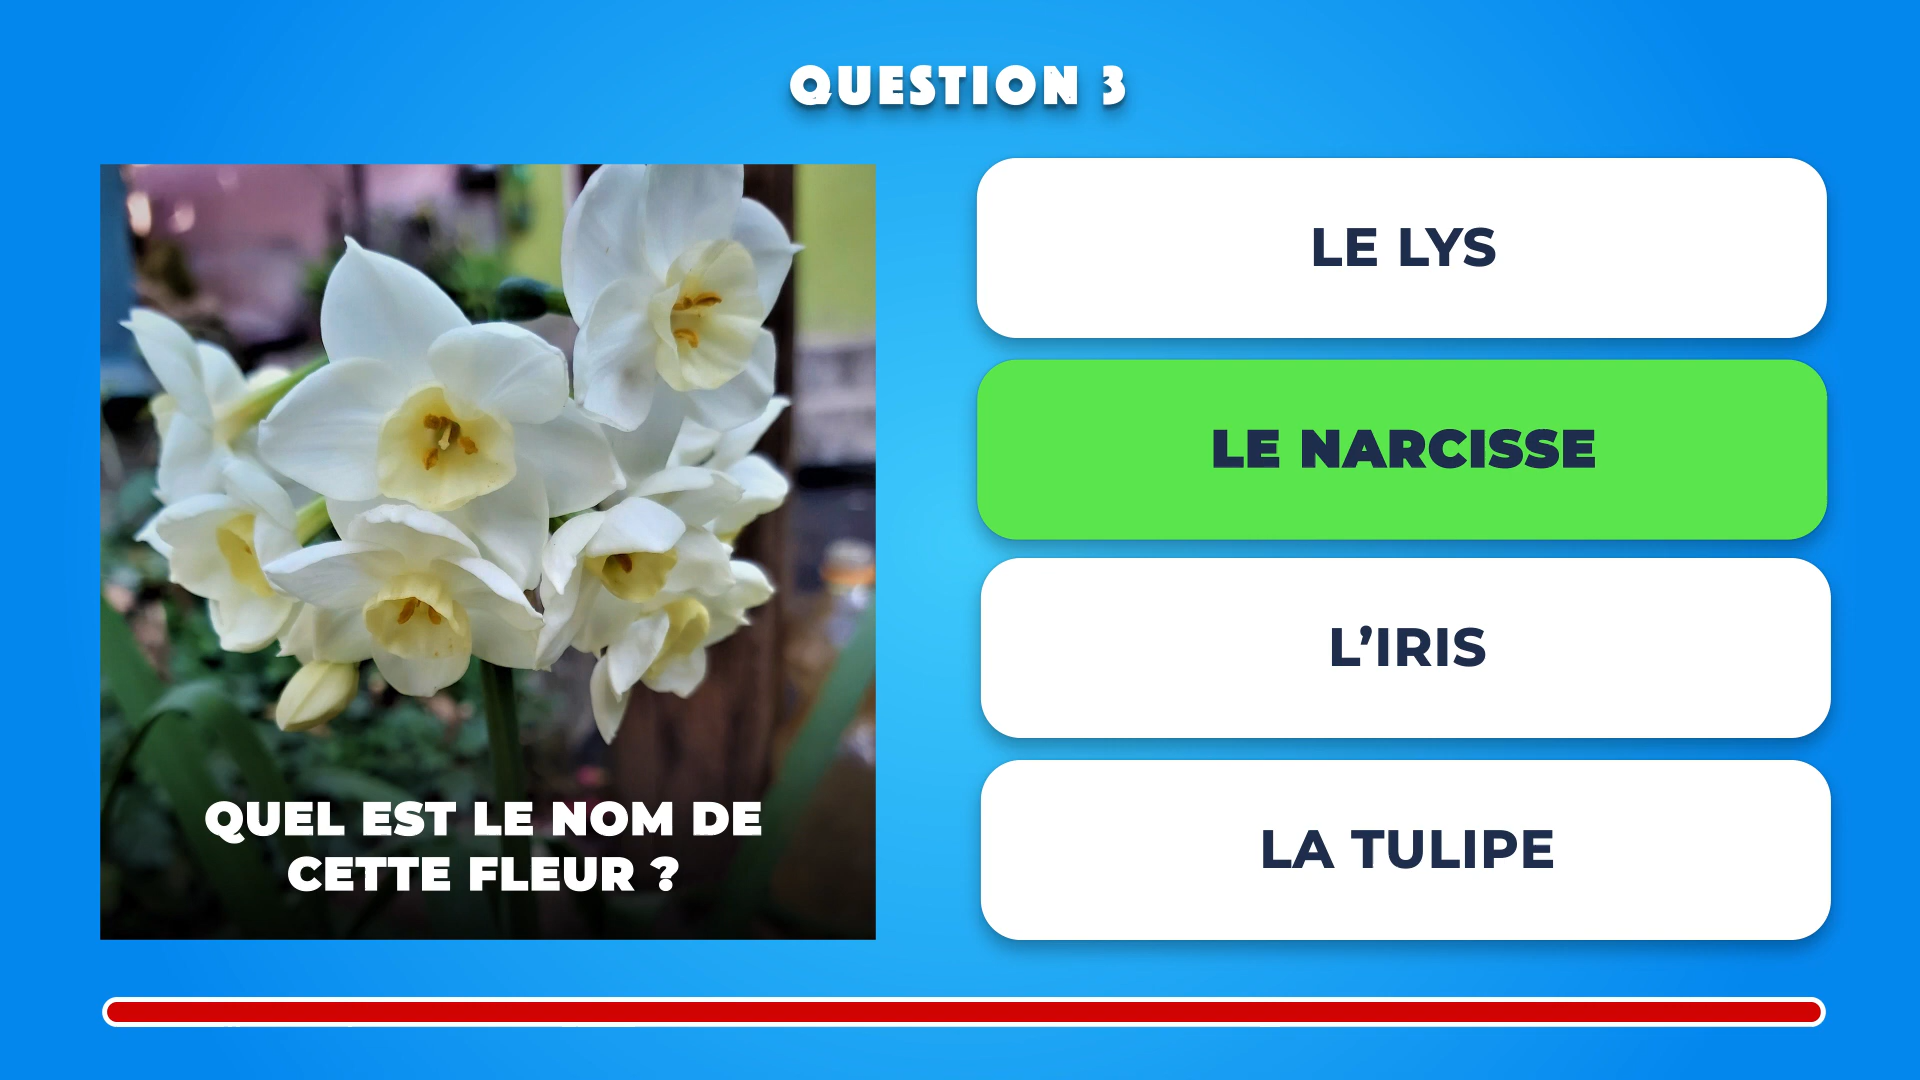 QUESTION 3
QUEL EST LE NOM DE
CETTE FLEUR ?
LE LYS
LE NARCISSE
L’IRIS
LA TULIPE